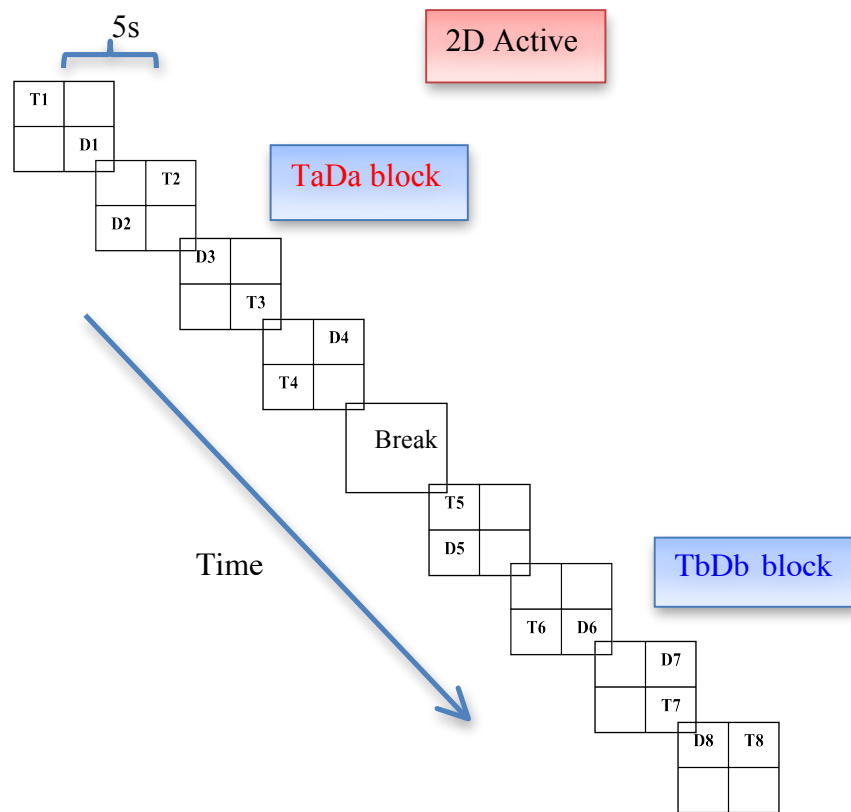 5s
2D Active
T1
D1
TaDa block
T2
D2
D3
T3
D4
T4
Break
T5
D5
Time
TbDb block
T6 D6
D7
T7
D8 T8